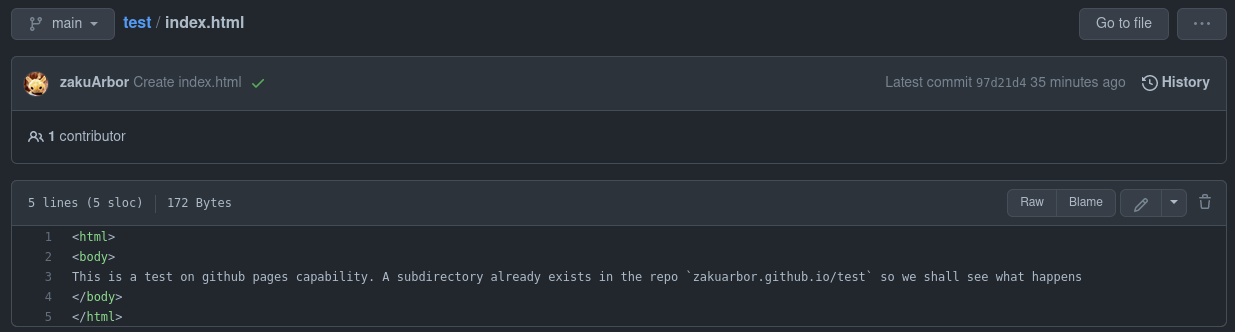 main test / index.html Go to file ...
zakuArbor Create index.html Latest commit 97d21d4 35 minutes ago History
1 contributor
5 lines (5 sloc) 172 Bytes Raw Blame
1 <html>
2 <body>
3 This is a test on github pages capability. A subdirectory already exists in the repo `zakuarbor.github.io/test` so we shall see what happens
4 </body>
5 </html>